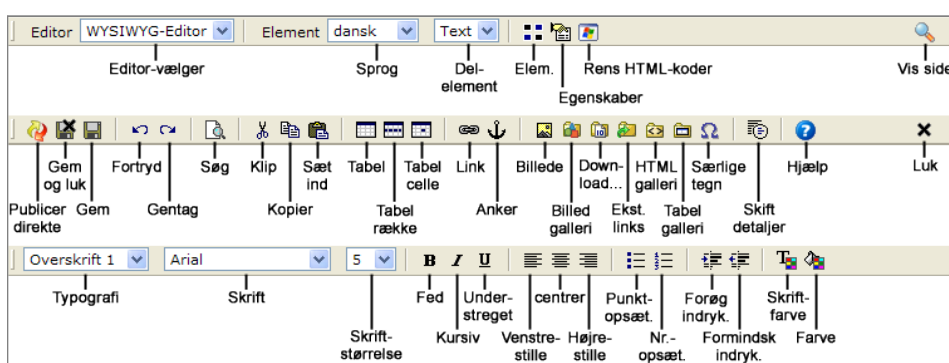 Editor WYSIWYG-Editor Element dansk Text
Editor-vælger Sprog Del-element Elem. Rens HTML-koder Vis side
Egenskaber
Gem og luk Fortryd Søg Klip Sæt ind Tabel Tabel celle Link Billede Down-load... HTML galleri Særlige tegn Hjælp Luk
Publicer direkte Gem Gentag Kopier Tabel række Anker Billed galleri Ekst. links Tabel galleri Skift detaljer
Overskrift 1 Arial 5 B I U
Typografi Skrift Fed Under-streget centrer Punkt-opsæt. Forøg indryk. Skrift-farve
Skrift-størrelse Kursiv Venstre-stille Højre-stille Nr.-opsæt. Formindsk indryk. Farve